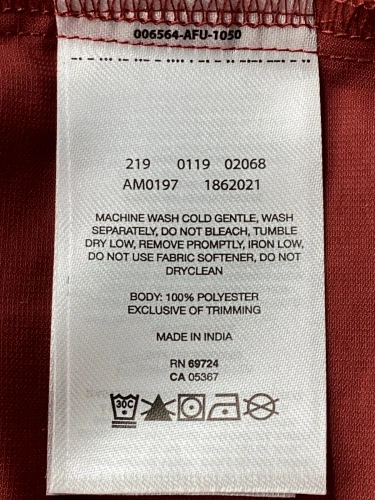 006564-AFU-1050
219 0119 02068
AM0197 1862021
MACHINE WASH COLD GENTLE, WASH
SEPARATELY, DO NOT BLEACH, TUMBLE
DRY LOW, REMOVE PROMPTLY, IRON LOW,
DO NOT USE FABRIC SOFTENER, DO NOT
DRYCLEAN
BODY: 100% POLYESTER
EXCLUSIVE OF TRIMMING
MADE IN INDIA
RN 69724
CA 05367
30C